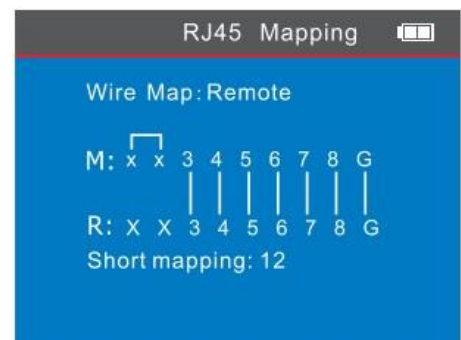 RJ45 Mapping
Wire Map:Remote
M: x x 3 4 5 6 7 8 G
R: X X 3 4 5 6 7 8 G
Short mapping: 12